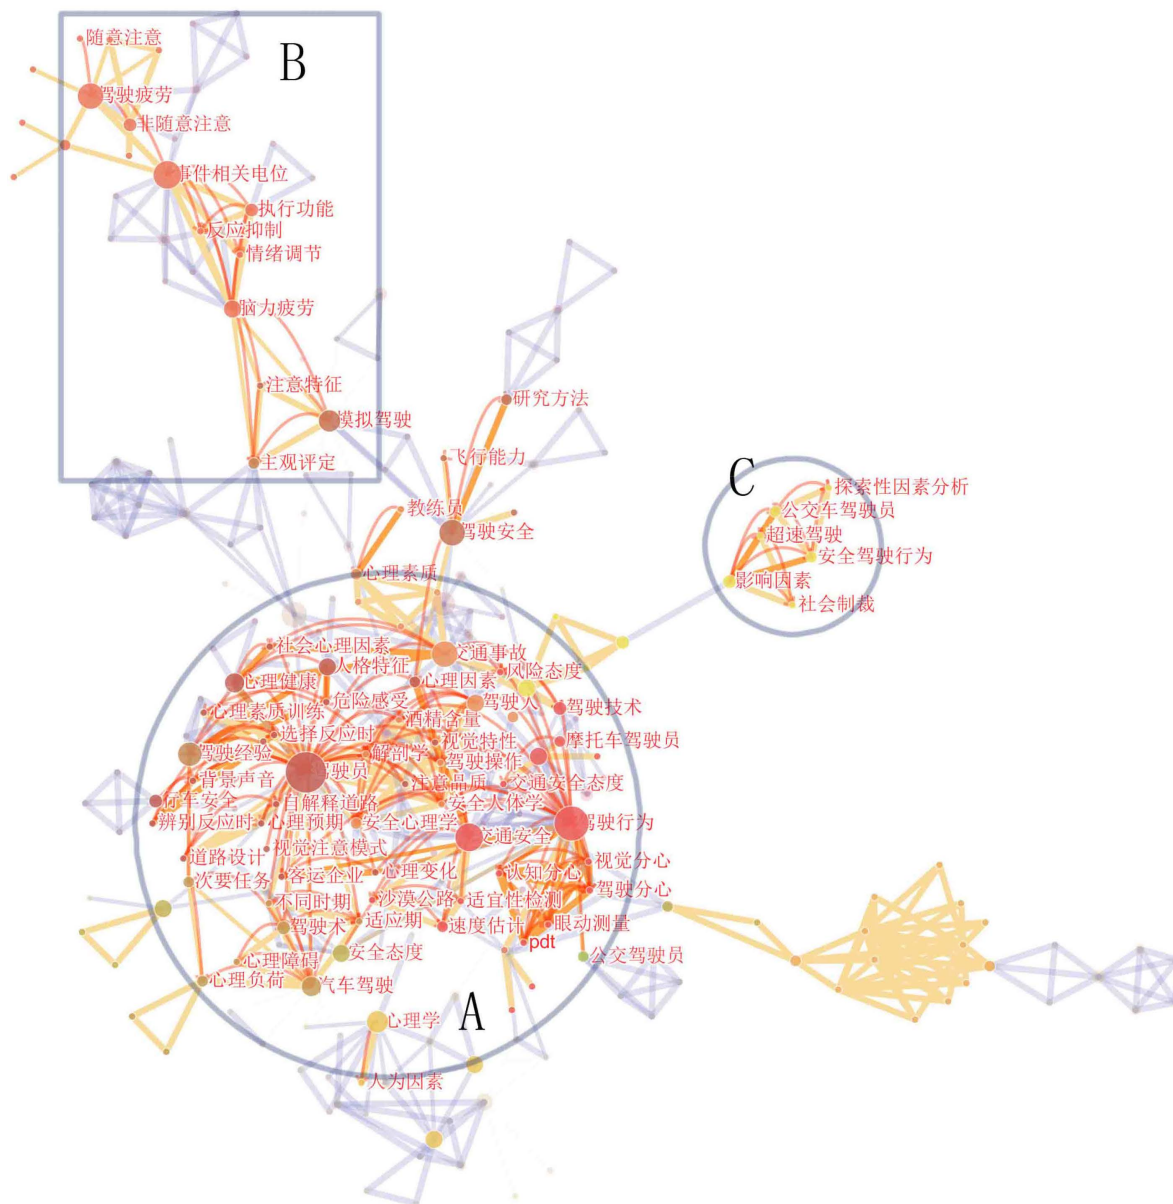 随意注意
B
驾驶疲劳
非随意注意
事件相关电位
执行功能
反应抑制
情绪调节
脑力疲劳
注意特征
模拟驾驶
主观评定
研究方法
飞行能力
教练员
驾驶安全
心理素质
C
探索性因素分析
公交车驾驶员
超速驾驶
安全驾驶行为
影响因素
社会制裁
社会心理因素
交通事故
人格特征
风险态度
心理健康
心理因素
危险感受
驾驶人
驾驶技术
心理素质训练
酒精含量
选择反应时
视觉特性
摩托车驾驶员
驾驶经验
解剖学
驾驶操作
驾驶员
背景声音
注意品质
交通安全态度
行车安全
自解释道路
安全人体学
辨别反应时
心理预期
安全心理学
驾驶行为
交通安全
视觉注意模式
道路设计
视觉分心
客运企业
心理变化
认知分心
次要任务
驾驶分心
不同时期
沙漠公路
适宜性检测
驾驶术
适应期
速度估计
眼动测量
pdt
安全态度
公交驾驶员
心理障碍
心理负荷
汽车驾驶
心理学
A
人为因素